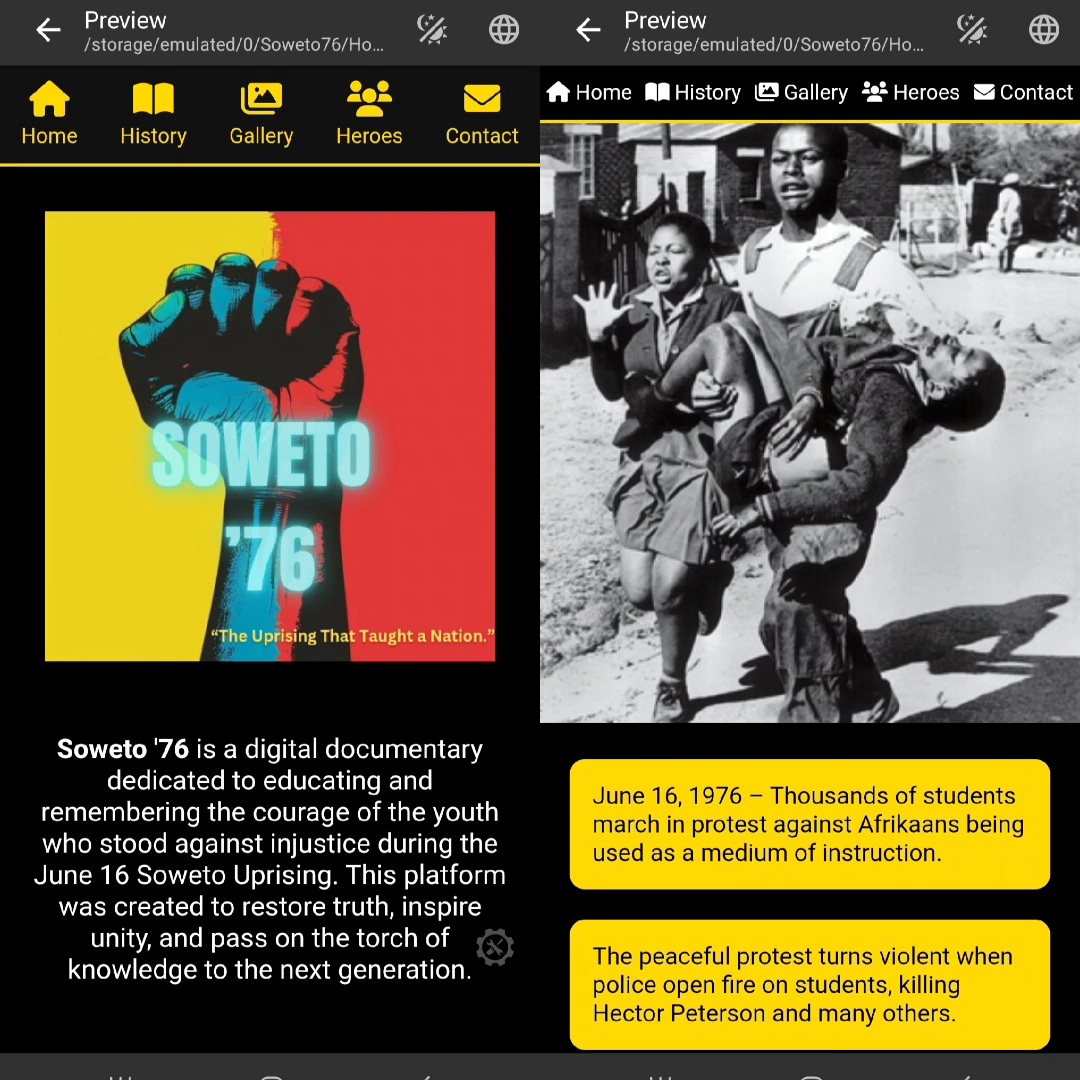 Preview
/storage/emulated/0/Soweto76/Ho...
Home History Gallery Heroes Contact
SOWETO
’76
“The Uprising That Taught a Nation.”
Soweto '76 is a digital documentary
dedicated to educating and
remembering the courage of the youth
who stood against injustice during the
June 16 Soweto Uprising. This platform
was created to restore truth, inspire
unity, and pass on the torch of
knowledge to the next generation.
Preview
/storage/emulated/0/Soweto76/Ho...
Home History Gallery Heroes Contact
June 16, 1976 – Thousands of students
march in protest against Afrikaans being
used as a medium of instruction.
The peaceful protest turns violent when
police open fire on students, killing
Hector Peterson and many others.